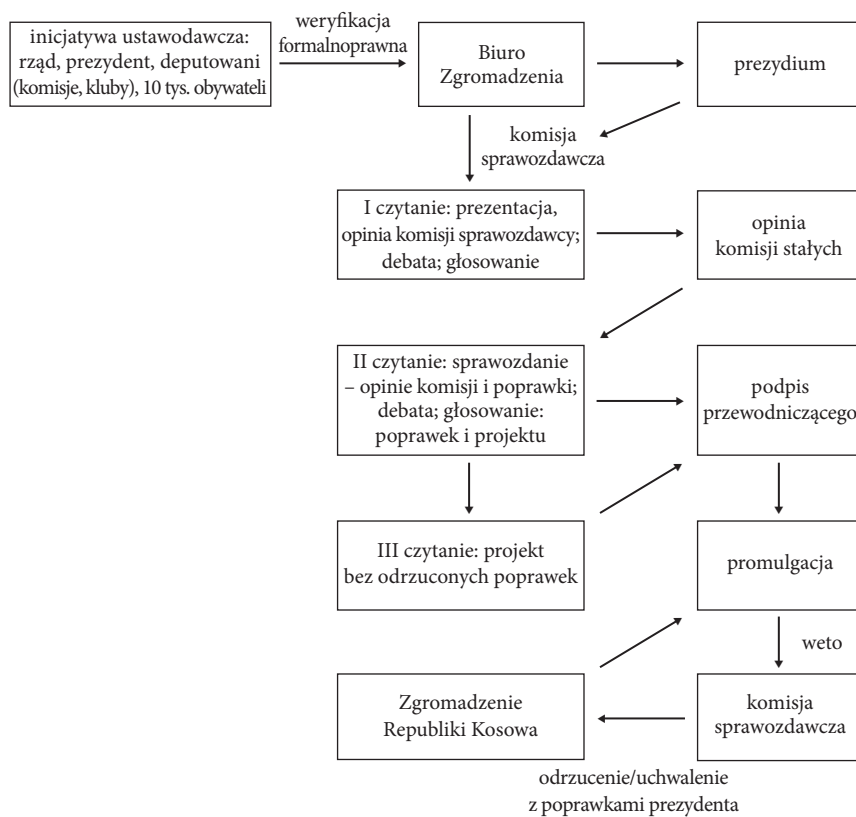 inicjatywa ustawodawcza:
rząd, prezydent, deputowani
(komisje, kluby), 10 tys. obywateli
weryfikacja
formalnoprawna
Biuro
Zgromadzenia
prezydium
komisja
sprawozdawcza
I czytanie: prezentacja,
opinia komisji sprawozdawcy;
debata; głosowanie
opinia
komisji stałych
II czytanie: sprawozdanie
– opinie komisji i poprawki;
debata; głosowanie:
poprawek i projektu
podpis
przewodniczącego
III czytanie: projekt
bez odrzuconych poprawek
promulgacja
weto
Zgromadzenie
Republiki Kosowa
komisja
sprawozdawcza
odrzucenie/uchwalenie
z poprawkami prezydenta